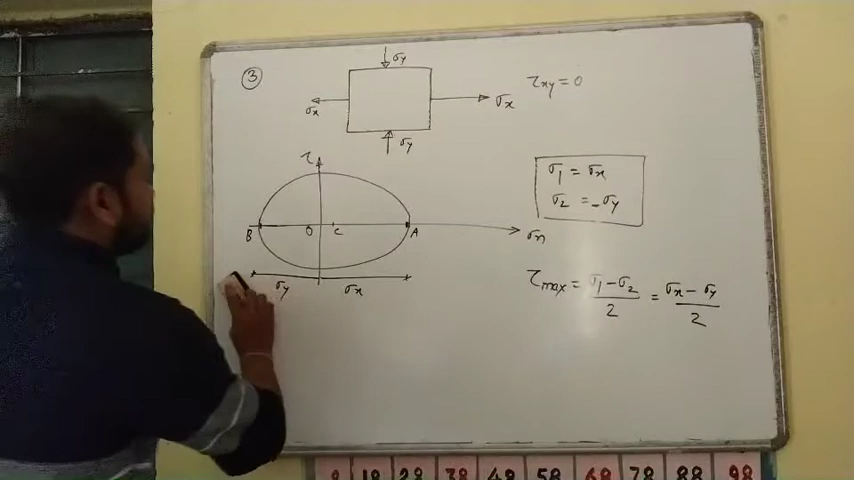 3
σy
σx
σx
τxy = 0
σy
τ
σ1 = σx
σ2 = -σy
B
O
C
A
σn
σy
σx
τmax = σ1 - σ2 / 2 = σx - σy / 2
8 18 28 38 48 58 68 78 88 98